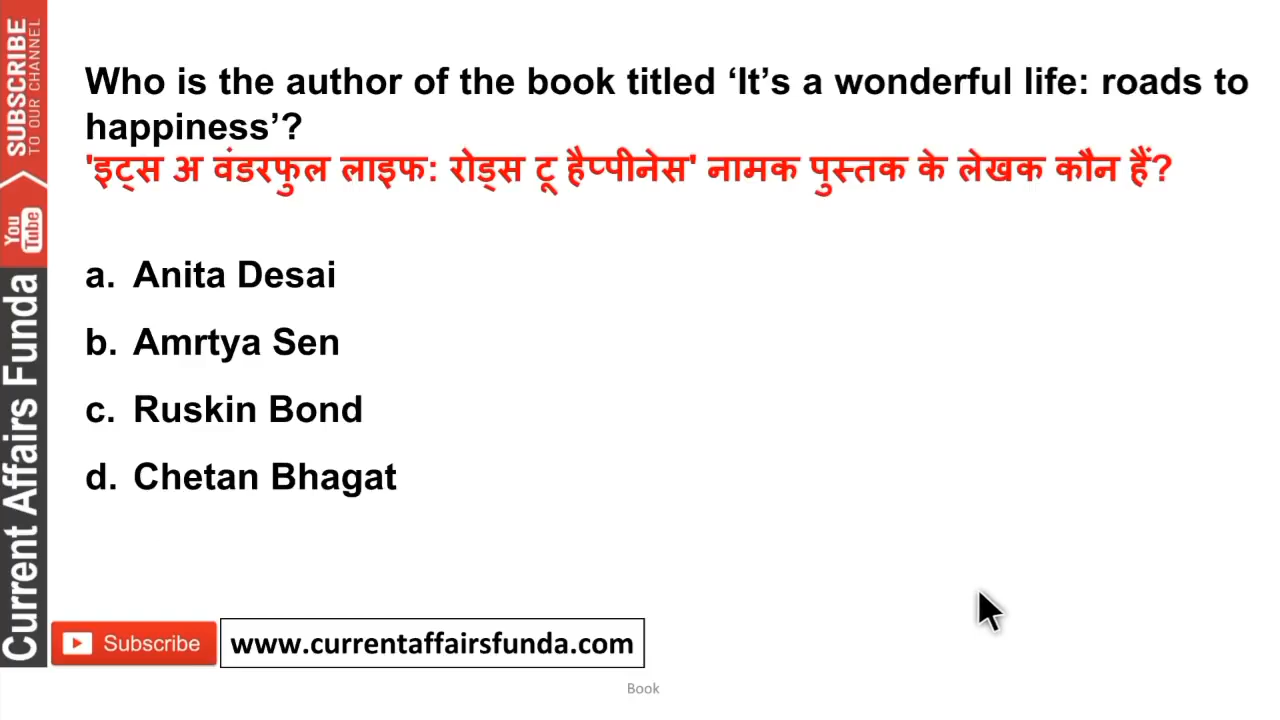 Who is the author of the book titled ‘It’s a wonderful life: roads to
happiness’?
'इट्स अ वंडरफुल लाइफ: रोड्स टू हैप्पीनेस' नामक पुस्तक के लेखक कौन हैं?
a. Anita Desai
b. Amrtya Sen
c. Ruskin Bond
d. Chetan Bhagat
SUBSCRIBE
TO OUR CHANNEL
You
Tube
Current Affairs Funda
Subscribe
www.currentaffairsfunda.com
Book